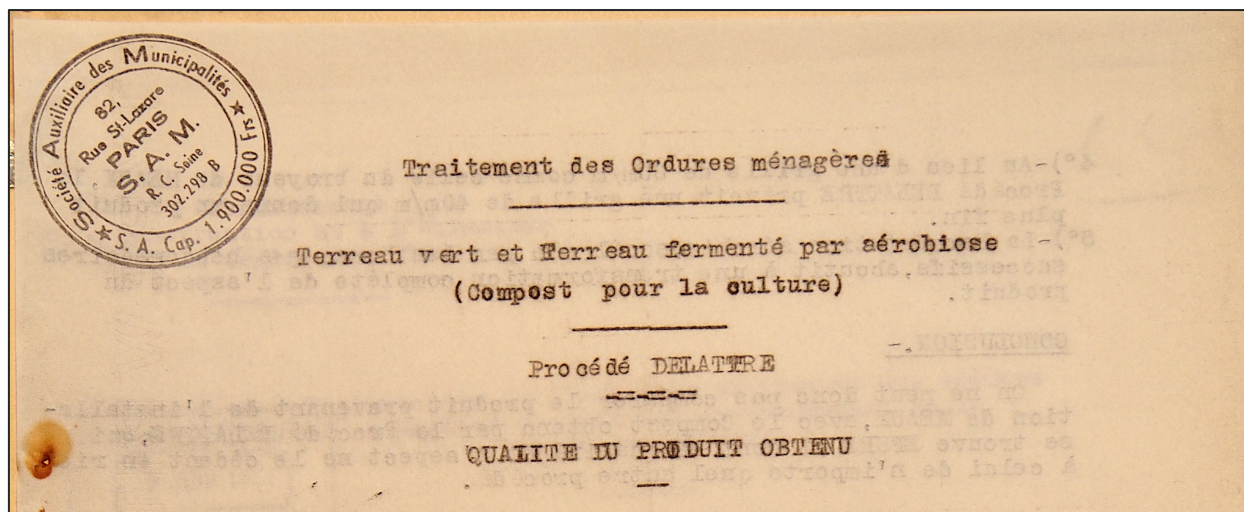 Société Auxiliaire des Municipalités
S. A. Cap. 1.900.000 Frs
82,
Rue St-Lazare
PARIS
S. A. M.
R. C. Seine
302.298 B
Traitement des Ordures ménagères
Terreau vert et Ferreau fermenté par aérobiose
(Compost pour la culture)
Procédé DELATTRE
QUALITE DU PRODUIT OBTENU